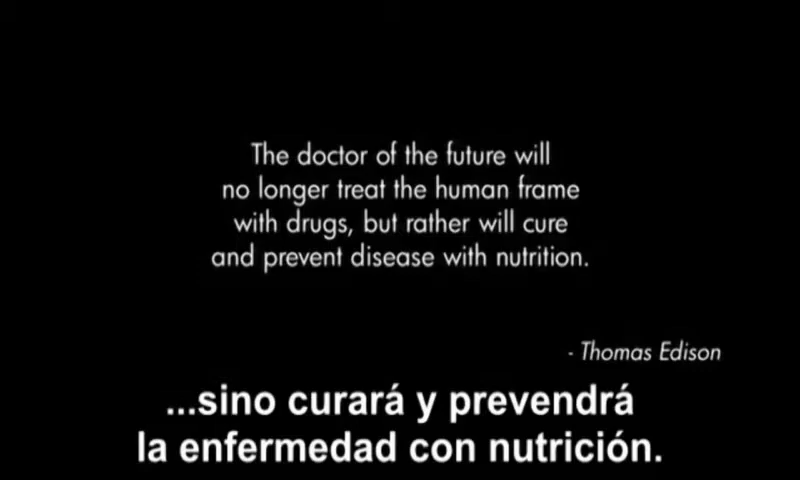 The doctor of the future will
no longer treat the human frame
with drugs, but rather will cure
and prevent disease with nutrition.
- Thomas Edison
...sino curará y prevendrá
la enfermedad con nutrición.